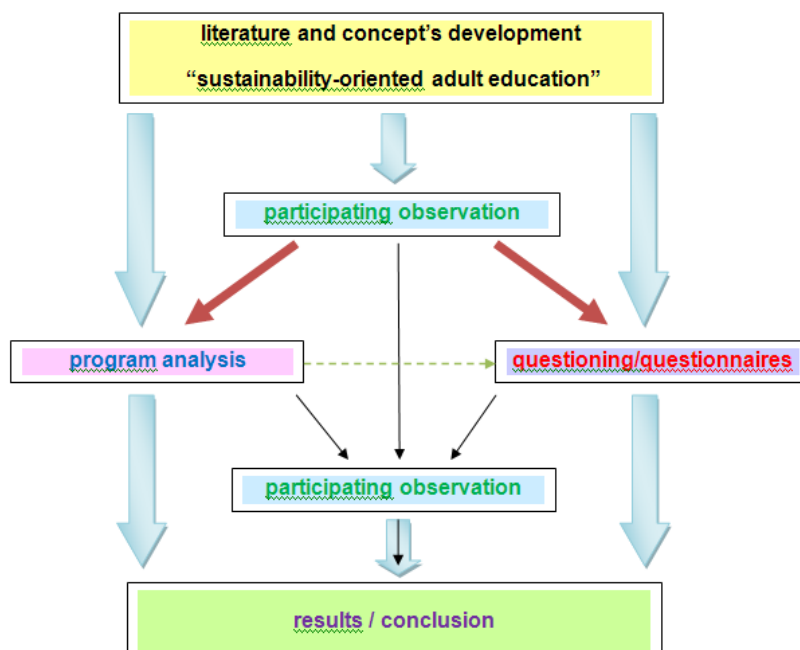 literature and concept's development
“sustainability-oriented adult education”
participating observation
program analysis
questioning/questionnaires
participating observation
results / conclusion